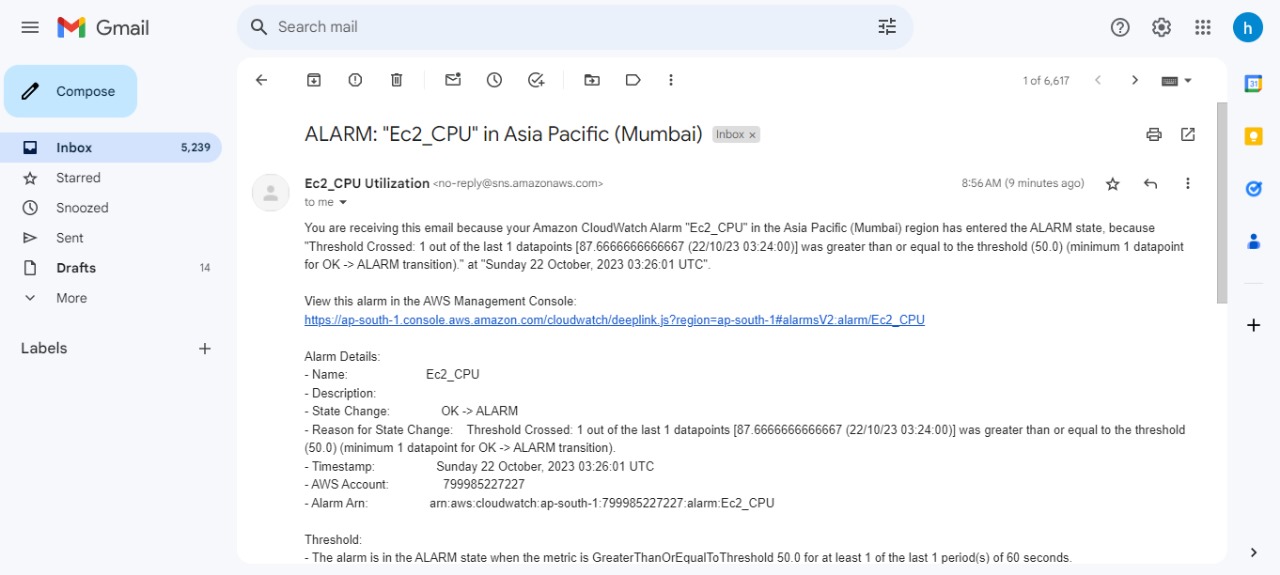 Gmail
Search mail
h
Compose
1 of 6,617
Inbox 5,239
Starred
Snoozed
Sent
Drafts 14
More
Labels
ALARM: "Ec2_CPU" in Asia Pacific (Mumbai) Inbox ×
Ec2_CPU Utilization <no-reply@sns.amazonaws.com> 8:56 AM (9 minutes ago)
to me
You are receiving this email because your Amazon CloudWatch Alarm "Ec2_CPU" in the Asia Pacific (Mumbai) region has entered the ALARM state, because
"Threshold Crossed: 1 out of the last 1 datapoints [87.6666666666667 (22/10/23 03:24:00)] was greater than or equal to the threshold (50.0) (minimum 1 datapoint
for OK -> ALARM transition)." at "Sunday 22 October, 2023 03:26:01 UTC".
View this alarm in the AWS Management Console:
https://ap-south-1.console.aws.amazon.com/cloudwatch/deeplink.js?region=ap-south-1#alarmsV2:alarm/Ec2_CPU
Alarm Details:
- Name: Ec2_CPU
- Description:
- State Change: OK -> ALARM
- Reason for State Change: Threshold Crossed: 1 out of the last 1 datapoints [87.6666666666667 (22/10/23 03:24:00)] was greater than or equal to the threshold
(50.0) (minimum 1 datapoint for OK -> ALARM transition).
- Timestamp: Sunday 22 October, 2023 03:26:01 UTC
- AWS Account: 799985227227
- Alarm Arn: arn:aws:cloudwatch:ap-south-1:799985227227:alarm:Ec2_CPU
Threshold:
- The alarm is in the ALARM state when the metric is GreaterThanOrEqualToThreshold 50.0 for at least 1 of the last 1 period(s) of 60 seconds.
31